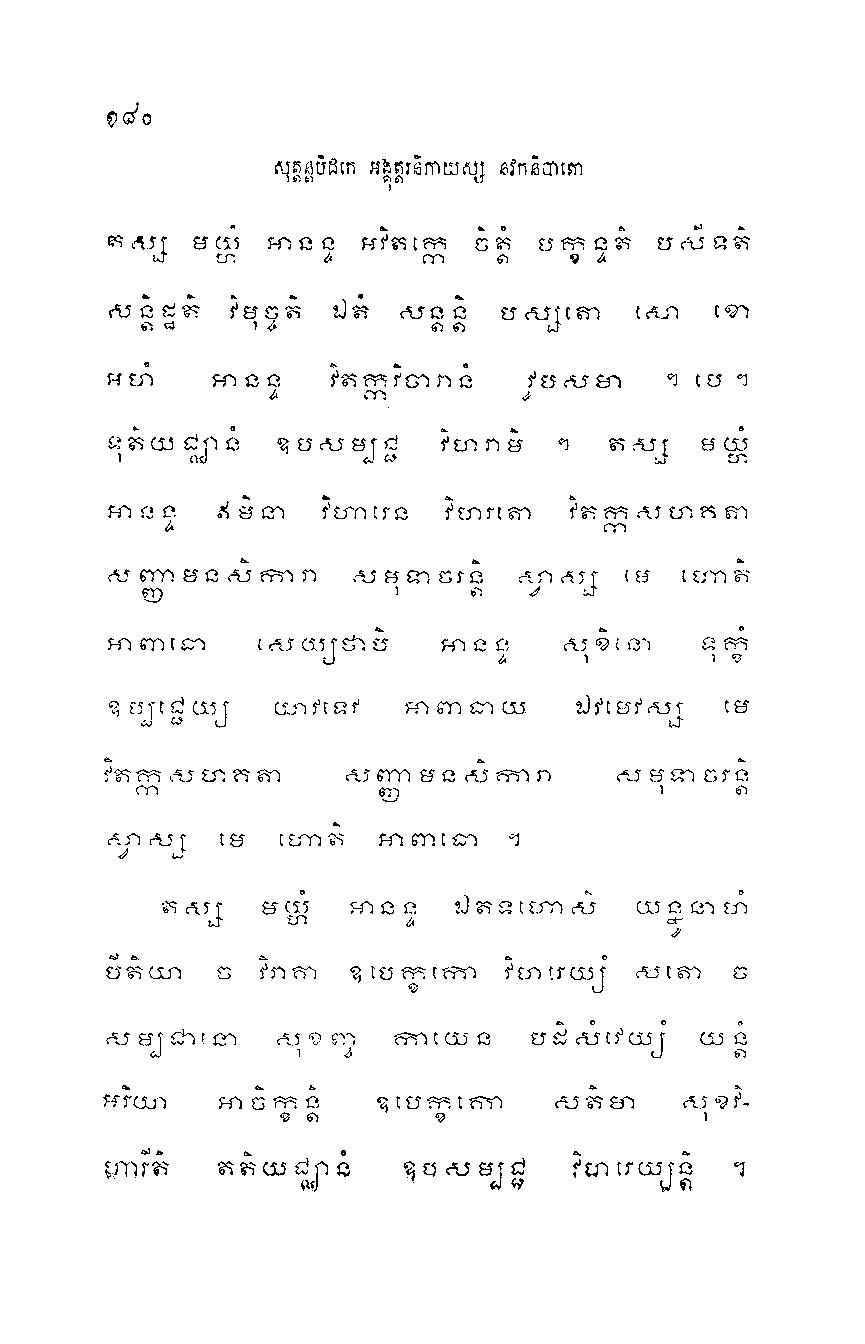 ១៨០
សុត្តន្តបិដកេ អង្គុត្តរនិកាយស្ស នវកនិបាតោ
តស្ស មយ្ហំ អានន្ទ អវិតក្កេ ចិត្តំ បក្ខន្ទតិ បសីទតិ
សន្តិដ្ឋតិ វិមុច្ចតិ ឯតំ សន្តន្តិ បស្សតោ សោ ខោ
អហំ អានន្ទ វិតក្កវិចារានំ វូបសមា ។ បេ ។
ទុតិយជ្ឈានំ ឧបសម្បជ្ជ វិហរាមិ ។ តស្ស មយ្ហំ
អានន្ទ ឥមិនា វិហារេន វិហរតោ វិតក្កសហគតា
សញ្ញាមនសិការា សមុទាចរន្តិ ស្វាស្ស មេ ហោតិ
អាពាធោ សេយ្យថាបិ អានន្ទ សុខិនោ ទុក្ខំ
ឧប្បជ្ជេយ្យ យាវទេវ អាពាធាយ ឯវមេវស្ស មេ
វិតក្កសហគតា សញ្ញាមនសិការា សមុទាចរន្តិ
ស្វាស្ស មេ ហោតិ អាពាធោ ។
តស្ស មយ្ហំ អានន្ទ ឯតទហោសិ យន្នូនាហំ
បីតិយា ច វិរាគា ឧបេក្ខកោ វិហរេយ្យំ សតោ ច
សម្បជានោ សុខញ្ច កាយេន បដិសំវេយ្យំ យន្តំ
អរិយា អាចិក្ខន្តិ ឧបេក្ខកោ សតិមា សុខវិ-
ហារីតិ តតិយជ្ឈានំ ឧបសម្បជ្ជ វិហរេយ្យន្តិ ។